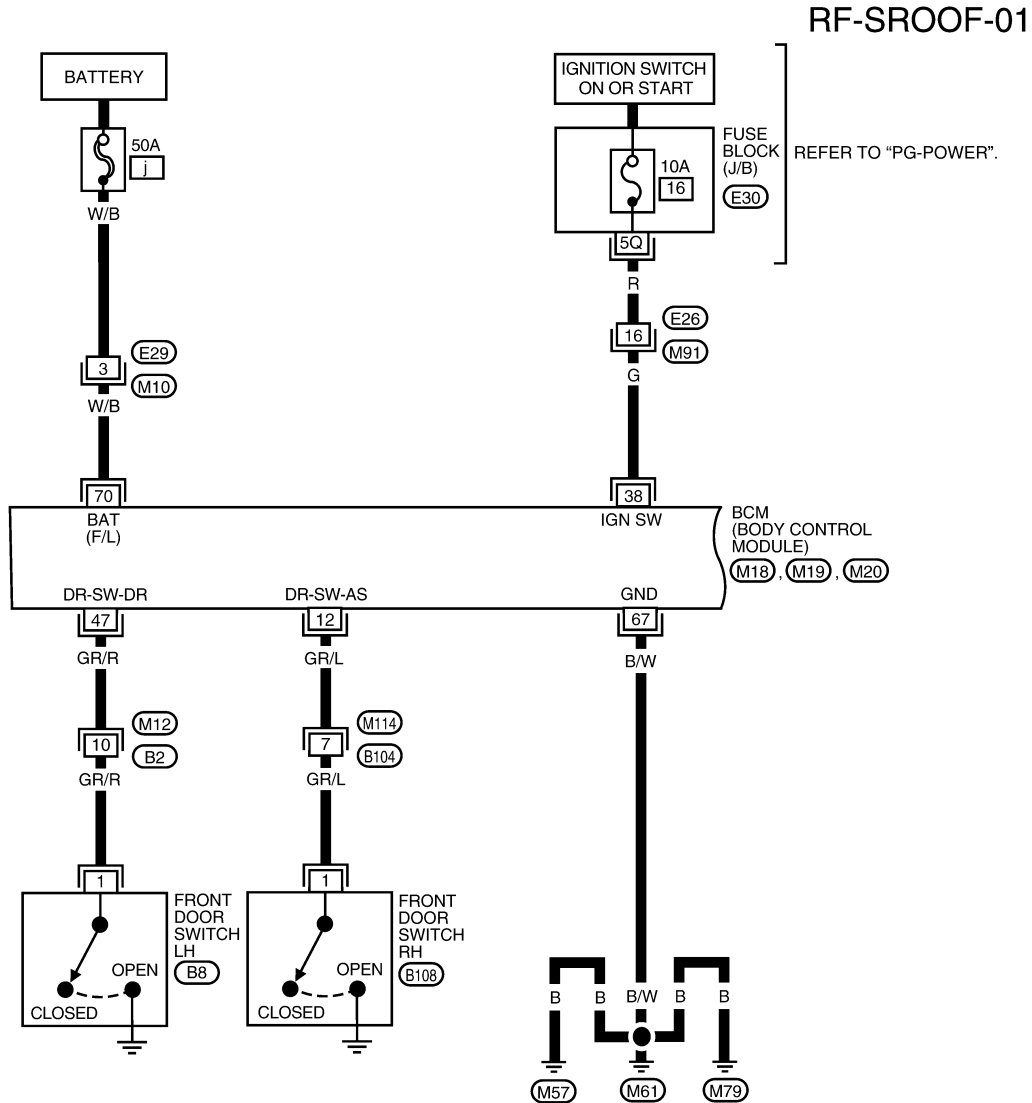 RF-SROOF-01
BATTERY
IGNITION SWITCH
ON OR START
50A
j
10A
16
FUSE
BLOCK
(J/B)
E30
REFER TO “PG-POWER”.
W/B
5Q
R
3
E29
M10
16
E26
M91
W/B
G
70
38
BAT
(F/L)
IGN SW
BCM
(BODY CONTROL
MODULE)
M18 , M19 , M20
DR-SW-DR
DR-SW-AS
GND
47
12
67
GR/R
GR/L
B/W
10
M12
B2
7
M114
B104
GR/R
GR/L
1
1
FRONT
DOOR
SWITCH
LH
B8
OPEN
CLOSED
FRONT
DOOR
SWITCH
RH
B108
OPEN
CLOSED
B
B
B/W
B
B
M57
M61
M79